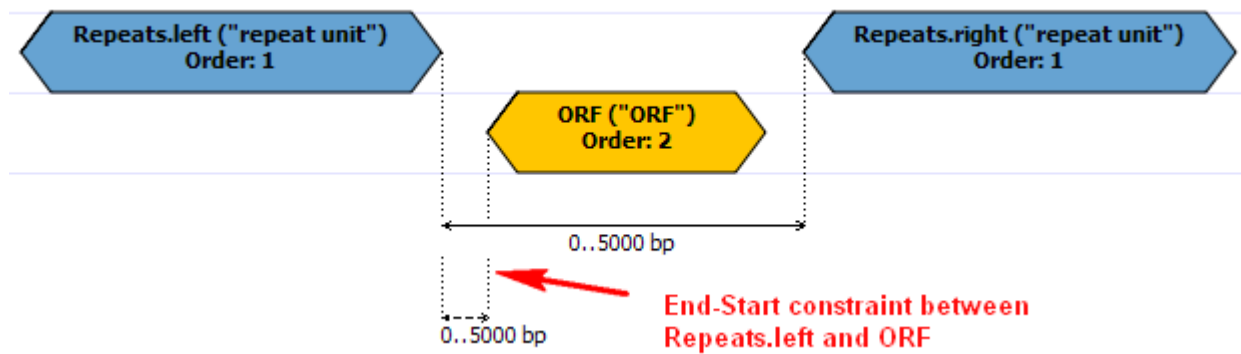 Repeats.left ("repeat unit")
Order: 1
Repeats.right ("repeat unit")
Order: 1
ORF ("ORF")
Order: 2
0..5000 bp
End-Start constraint between
Repeats.left and ORF
0..5000 bp